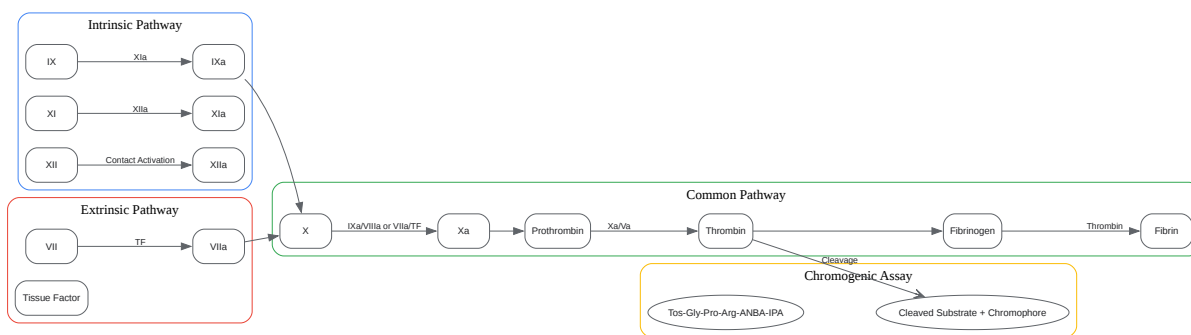 Intrinsic Pathway
IX
XIa
IXa
XI
XIIa
XIa
XII
Contact Activation
XIIa
Extrinsic Pathway
VII
TF
VIIa
Tissue Factor
Common Pathway
X
IXa/VIIIa or VIIa/TF
Xa
Prothrombin
Xa/Va
Thrombin
Fibrinogen
Thrombin
Fibrin
Cleavage
Chromogenic Assay
Tos-Gly-Pro-Arg-ANBA-IPA
Cleaved Substrate + Chromophore